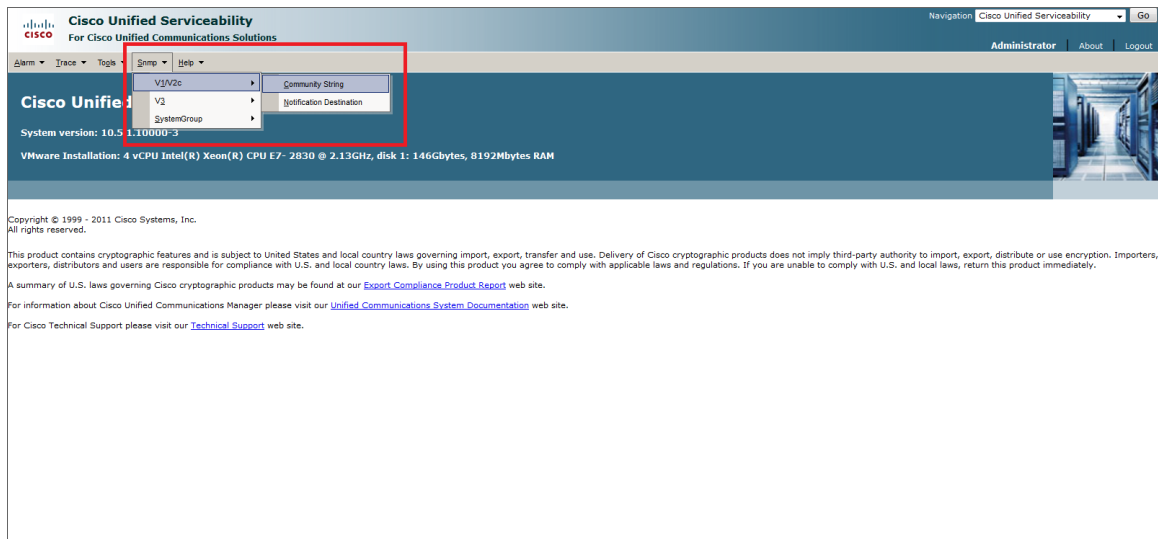 cisco
Cisco Unified Serviceability
For Cisco Unified Communications Solutions
Navigation Cisco Unified Serviceability Go
Administrator About Logout
Alarm Trace Tools Snmp Help
V1/V2c Community String
V3 Notification Destination
SystemGroup
Cisco Unified
System version: 10.5.1.10000-3
VMware Installation: 4 vCPU Intel(R) Xeon(R) CPU E7- 2830 @ 2.13GHz, disk 1: 146Gbytes, 8192Mbytes RAM
Copyright © 1999 - 2011 Cisco Systems, Inc.
All rights reserved.
This product contains cryptographic features and is subject to United States and local country laws governing import, export, transfer and use. Delivery of Cisco cryptographic products does not imply third-party authority to import, export, distribute or use encryption. Importers,
exporters, distributors and users are responsible for compliance with U.S. and local country laws. By using this product you agree to comply with applicable laws and regulations. If you are unable to comply with U.S. and local laws, return this product immediately.
A summary of U.S. laws governing Cisco cryptographic products may be found at our Export Compliance Product Report web site.
For information about Cisco Unified Communications Manager please visit our Unified Communications System Documentation web site.
For Cisco Technical Support please visit our Technical Support web site.